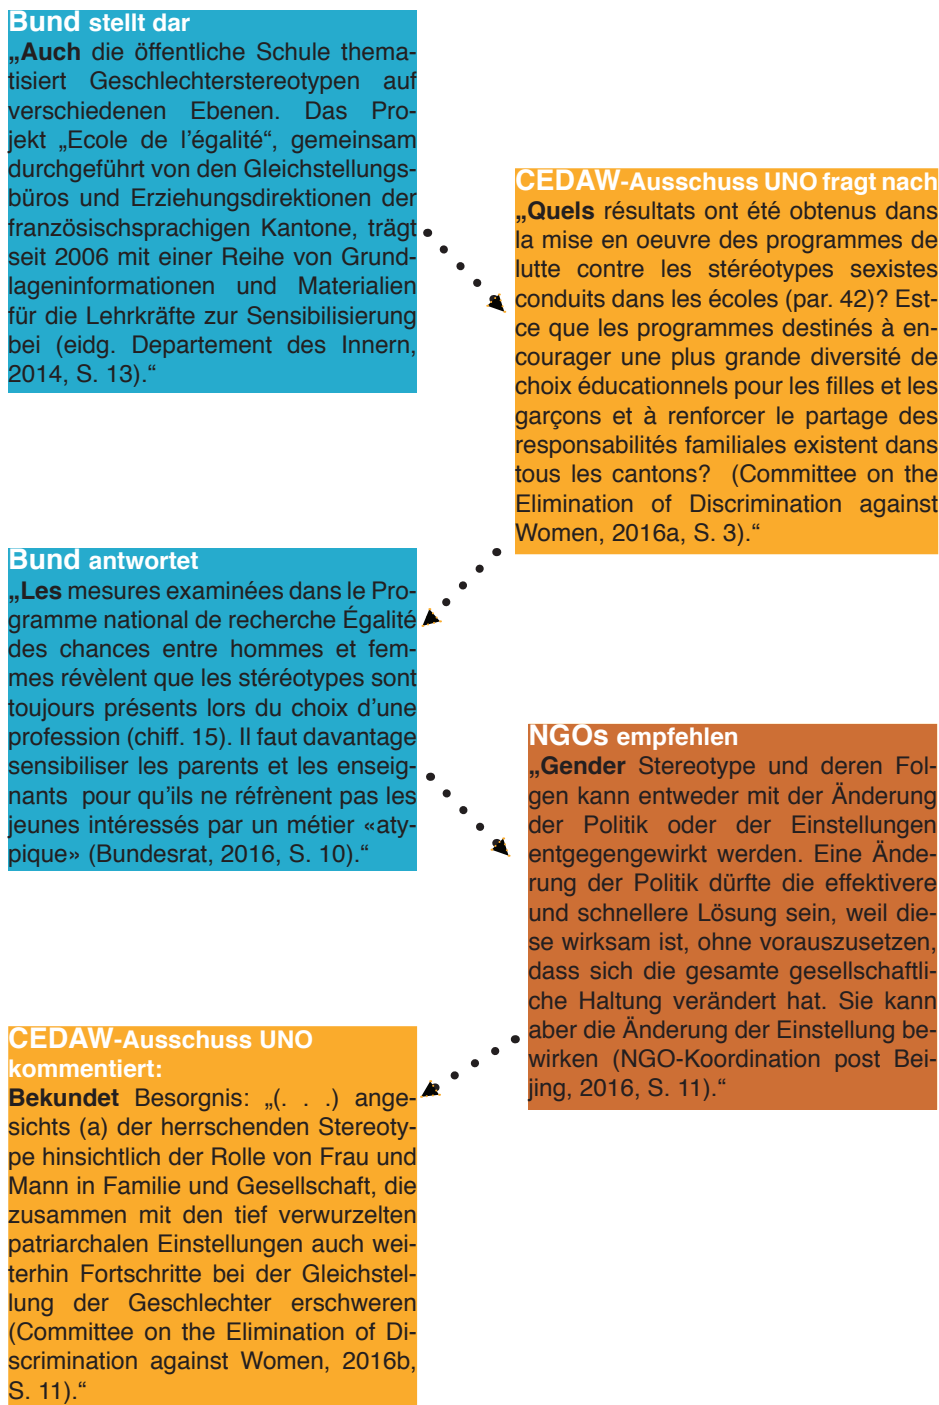 Bund stellt dar
„Auch die öffentliche Schule thema-
tisiert Geschlechterstereotypen auf
verschiedenen Ebenen. Das Pro-
jekt „Ecole de l’égalité“, gemeinsam
durchgeführt von den Gleichstellungs-
büros und Erziehungsdirektionen der
französischsprachigen Kantone, trägt
seit 2006 mit einer Reihe von Grund-
lageninformationen und Materialien
für die Lehrkräfte zur Sensibilisierung
bei (eidg. Departement des Innern,
2014, S. 13).“
CEDAW-Ausschuss UNO fragt nach
„Quels résultats ont été obtenus dans
la mise en oeuvre des programmes de
lutte contre les stéréotypes sexistes
conduits dans les écoles (par. 42)? Est-
ce que les programmes destinés à en-
courager une plus grande diversité de
choix éducationnels pour les filles et les
garçons et à renforcer le partage des
responsabilités familiales existent dans
tous les cantons? (Committee on the
Elimination of Discrimination against
Women, 2016a, S. 3).“
Bund antwortet
„Les mesures examinées dans le Pro-
gramme national de recherche Égalité
des chances entre hommes et fem-
mes révèlent que les stéréotypes sont
toujours présents lors du choix d’une
profession (chiff. 15). Il faut davantage
sensibiliser les parents et les enseig-
nants pour qu’ils ne réfrènent pas les
jeunes intéressés par un métier «aty-
pique» (Bundesrat, 2016, S. 10).“
NGOs empfehlen
„Gender Stereotype und deren Fol-
gen kann entweder mit der Änderung
der Politik oder der Einstellungen
entgegengewirkt werden. Eine Ände-
rung der Politik dürfte die effektivere
und schnellere Lösung sein, weil die-
se wirksam ist, ohne vorauszusetzen,
dass sich die gesamte gesellschaftli-
che Haltung verändert hat. Sie kann
aber die Änderung der Einstellung be-
wirken (NGO-Koordination post Bei-
jing, 2016, S. 11).“
CEDAW-Ausschuss UNO
kommentiert:
Bekundet Besorgnis: „(. . .) ange-
sichts (a) der herrschenden Stereoty-
pe hinsichtlich der Rolle von Frau und
Mann in Familie und Gesellschaft, die
zusammen mit den tief verwurzelten
patriarchalen Einstellungen auch wei-
terhin Fortschritte bei der Gleichstel-
lung der Geschlechter erschweren
(Committee on the Elimination of Di-
scrimination against Women, 2016b,
S. 11).“